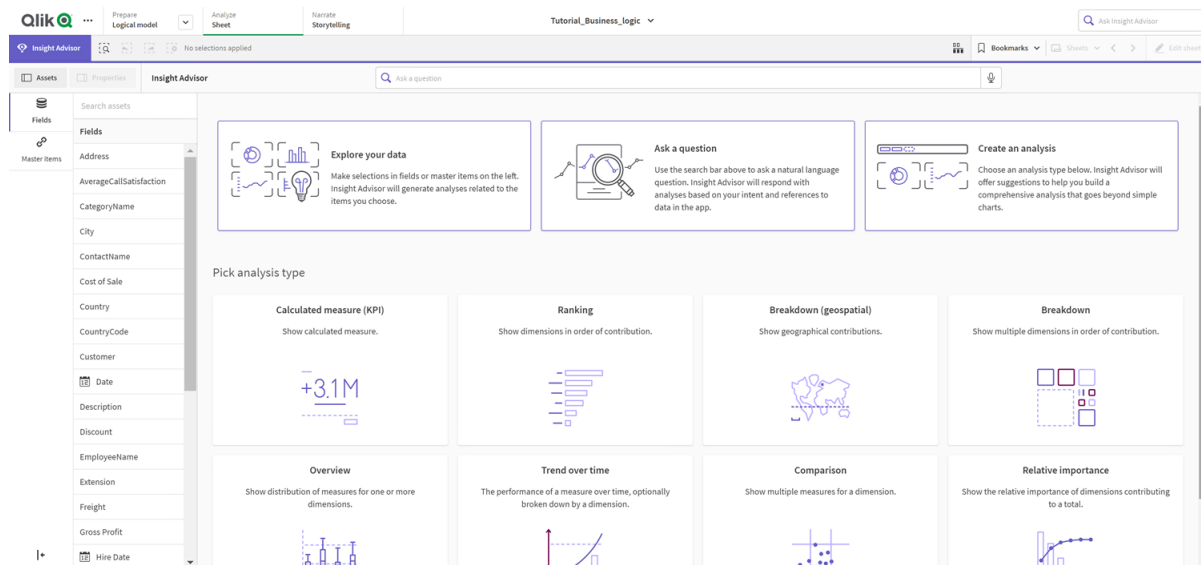 Qlik Q ...
Prepare
Logical model
Analyze
Sheet
Narrate
Storytelling
Tutorial_Business_logic
Ask Insight Advisor
Insight Advisor
No selections applied
Bookmarks
Sheets
Edit sheet
Assets
Properties
Insight Advisor
Ask a question
Fields
Master items
Search assets
Fields
Address
AverageCallSatisfaction
CategoryName
City
ContactName
Cost of Sale
Country
CountryCode
Customer
Date
Description
Discount
EmployeeName
Extension
Freight
Gross Profit
Hire Date
Explore your data
Make selections in fields or master items on the left.
Insight Advisor will generate analyses related to the
items you choose.
Ask a question
Use the search bar above to ask a natural language
question. Insight Advisor will respond with
analyses based on your intent and references to
data in the app.
Create an analysis
Choose an analysis type below. Insight Advisor will
offer suggestions to help you build a
comprehensive analysis that goes beyond simple
charts.
Pick analysis type
Calculated measure (KPI)
Show calculated measure.
+3.1M
Ranking
Show dimensions in order of contribution.
Breakdown (geospatial)
Show geographical contributions.
Breakdown
Show multiple dimensions in order of contribution.
Overview
Show distribution of measures for one or more
dimensions.
Trend over time
The performance of a measure over time, optionally
broken down by a dimension.
Comparison
Show multiple measures for a dimension.
Relative importance
Show the relative importance of dimensions contributing
to a total.